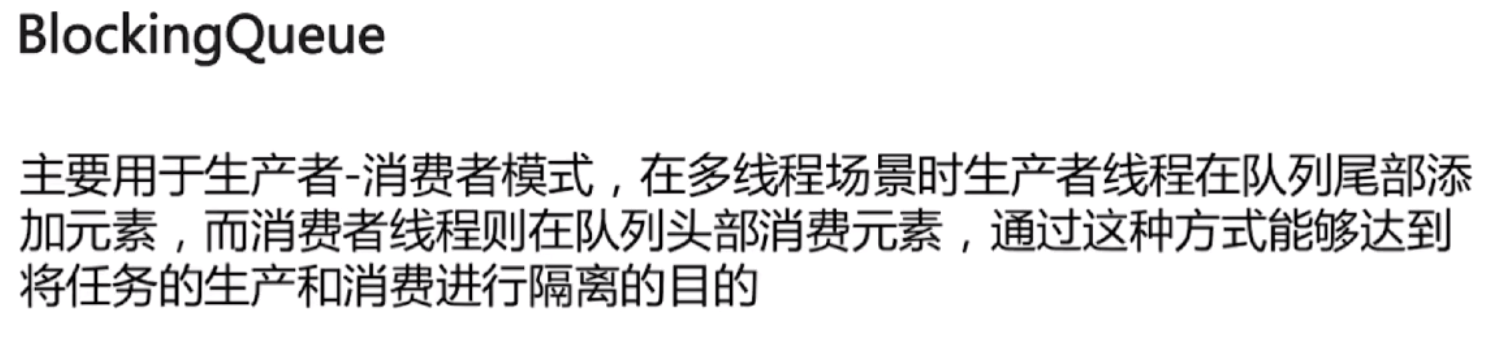 BlockingQueue
主要用于生产者-消费者模式，在多线程场景时生产者线程在队列尾部添
加元素，而消费者线程则在队列头部消费元素，通过这种方式能够达到
将任务的生产和消费进行隔离的目的